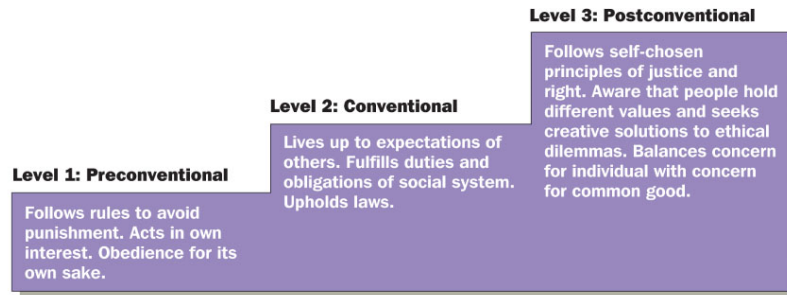 Level 3: Postconventional
Follows self-chosen
principles of justice and
right. Aware that people hold
different values and seeks
creative solutions to ethical
dilemmas. Balances concern
for individual with concern
for common good.
Level 2: Conventional
Lives up to expectations of
others. Fulfills duties and
obligations of social system.
Upholds laws.
Level 1: Preconventional
Follows rules to avoid
punishment. Acts in own
interest. Obedience for its
own sake.